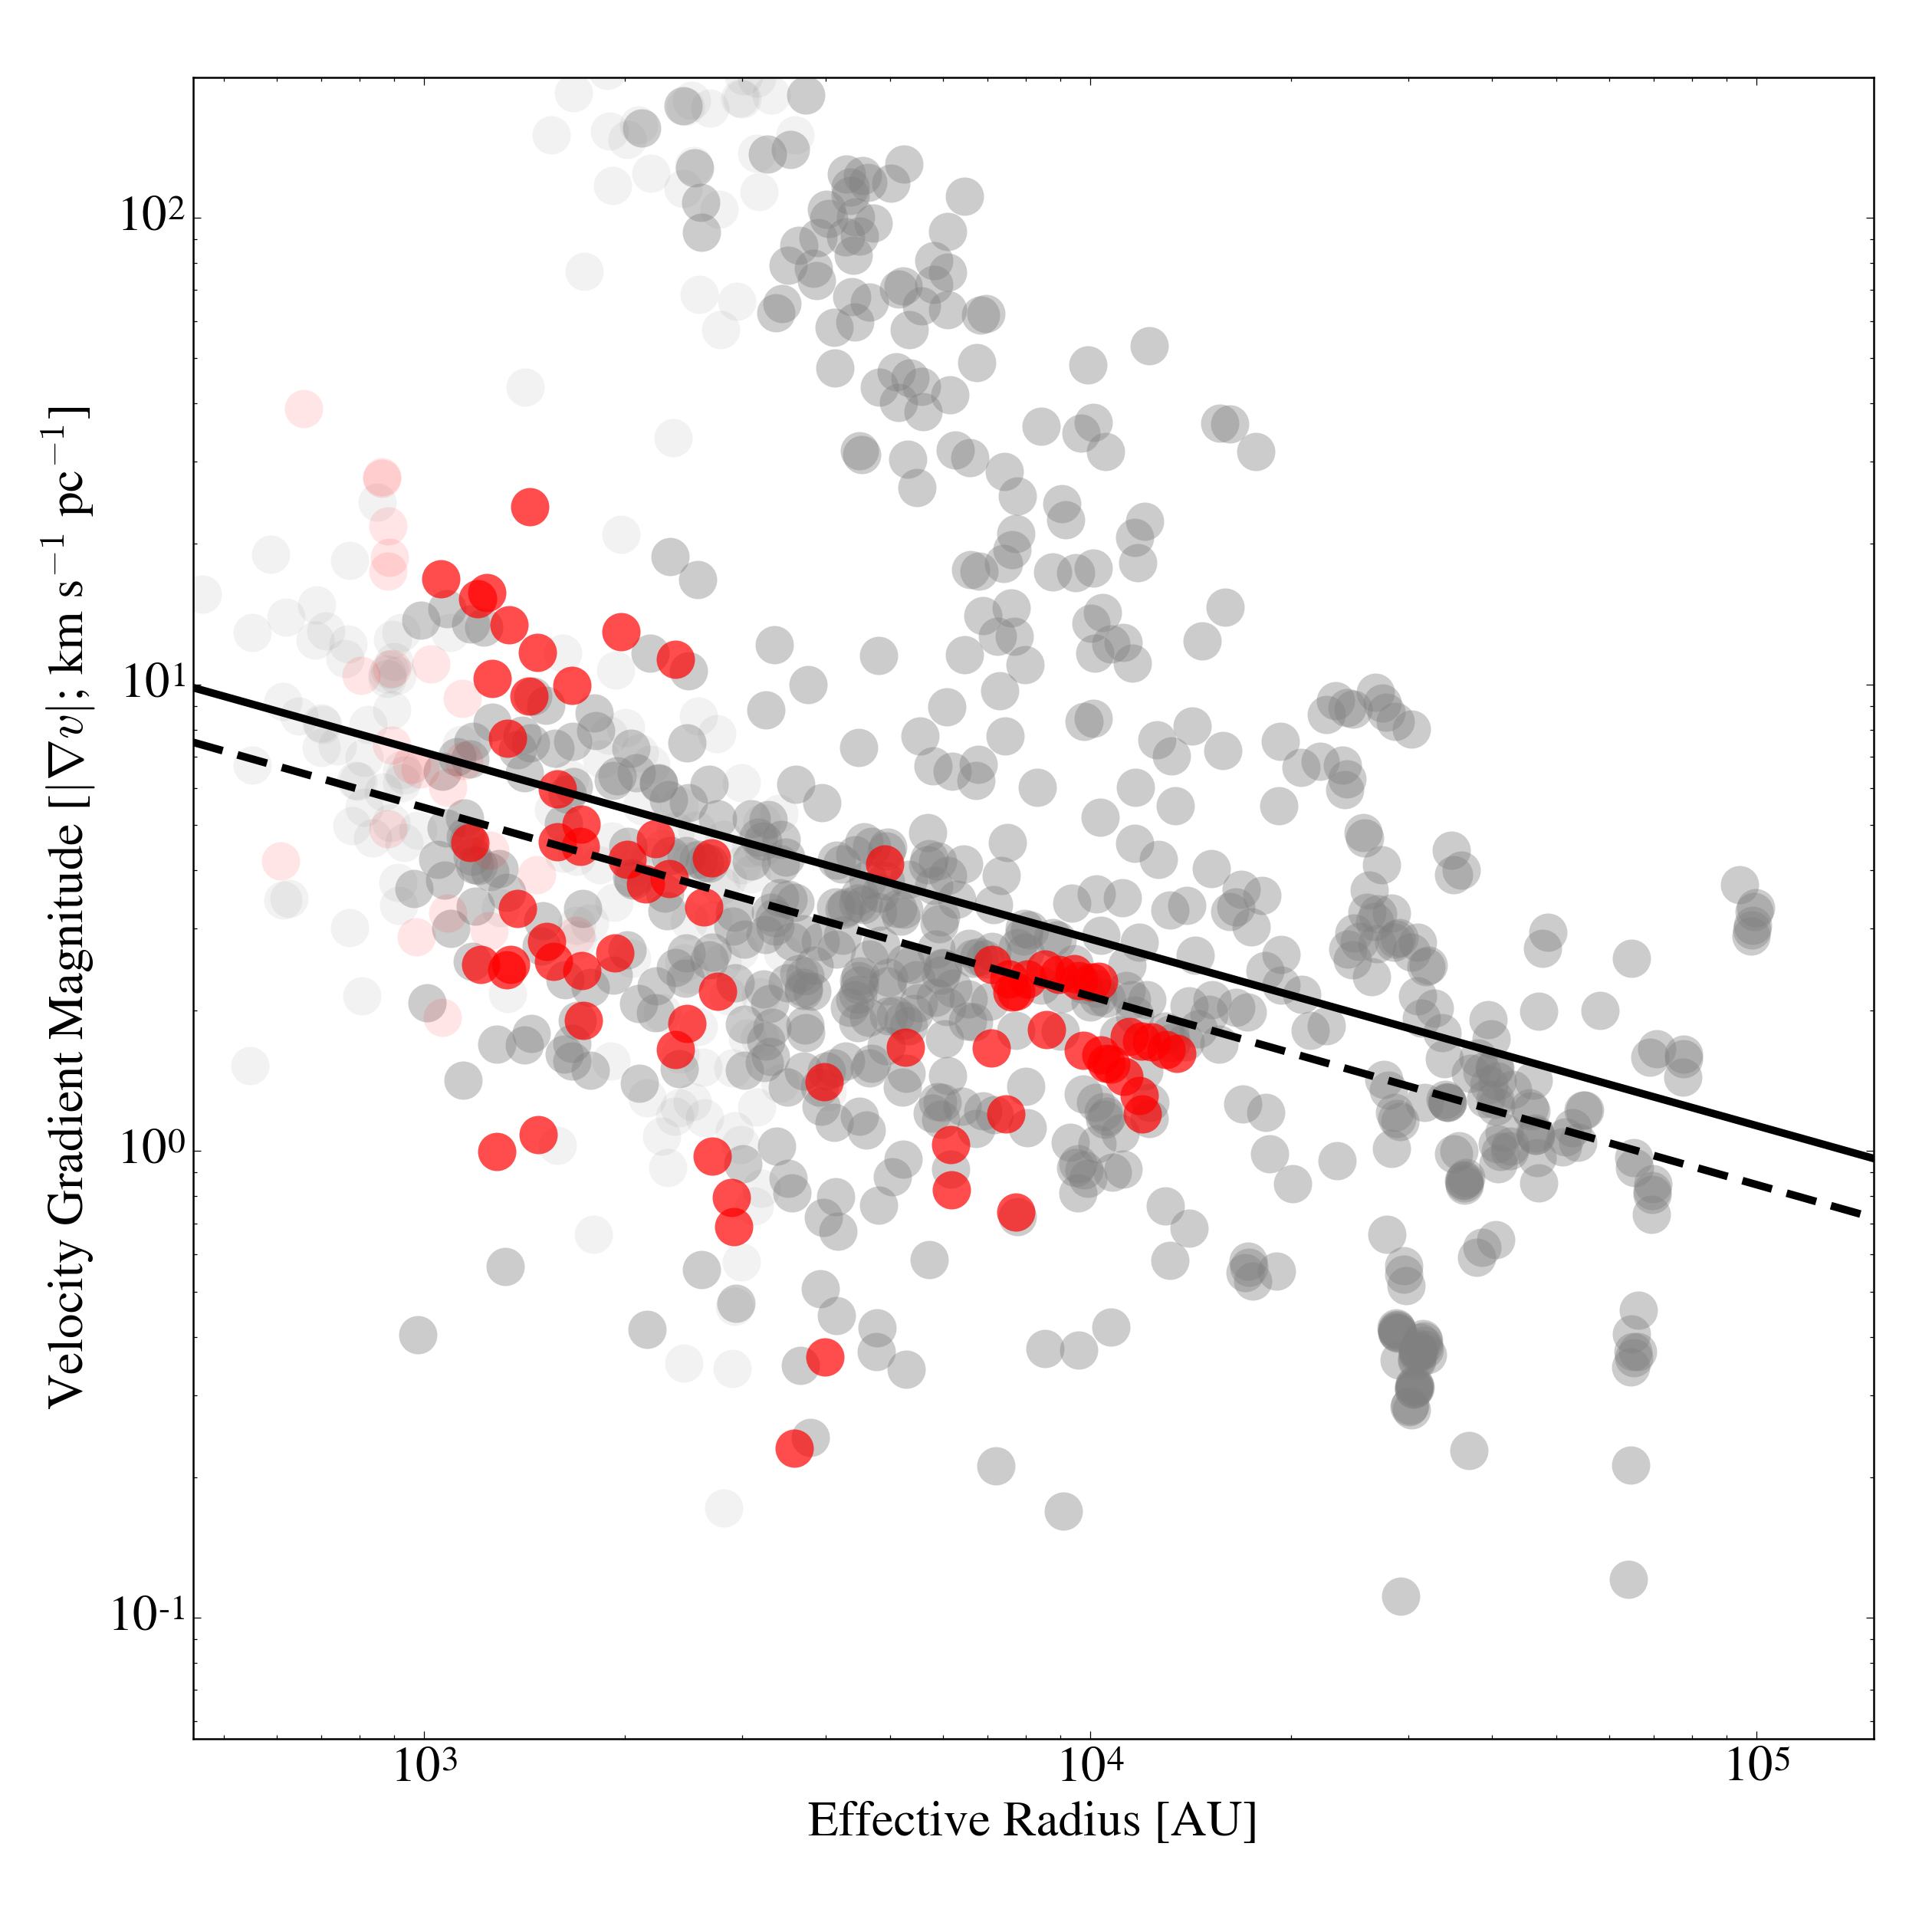 10²
10¹
10⁰
10⁻¹
Velocity Gradient Magnitude [|∇v|; km s⁻¹ pc⁻¹]
10³ 10⁴ 10⁵
Effective Radius [AU]